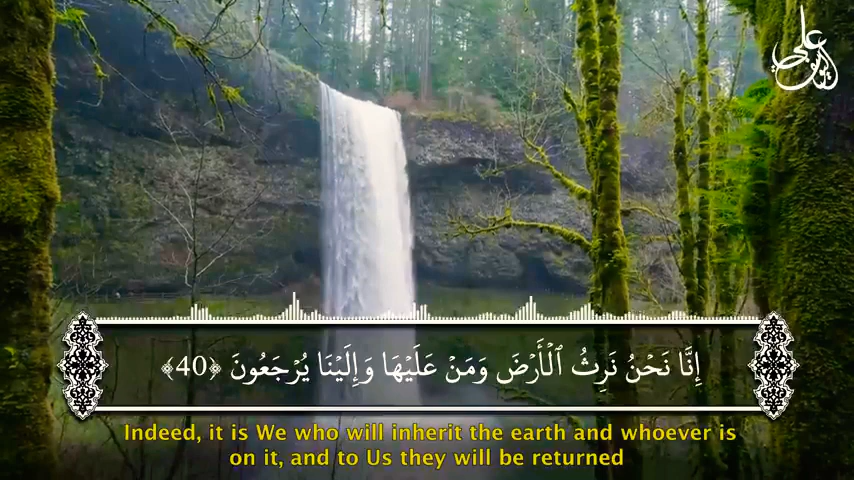 إِنَّا نَحْنُ نَرِثُ ٱلْأَرْضَ وَمَنْ عَلَيْهَا وَإِلَيْنَا يُرْجَعُونَ ﴿40﴾
Indeed, it is We who will inherit the earth and whoever is
on it, and to Us they will be returned